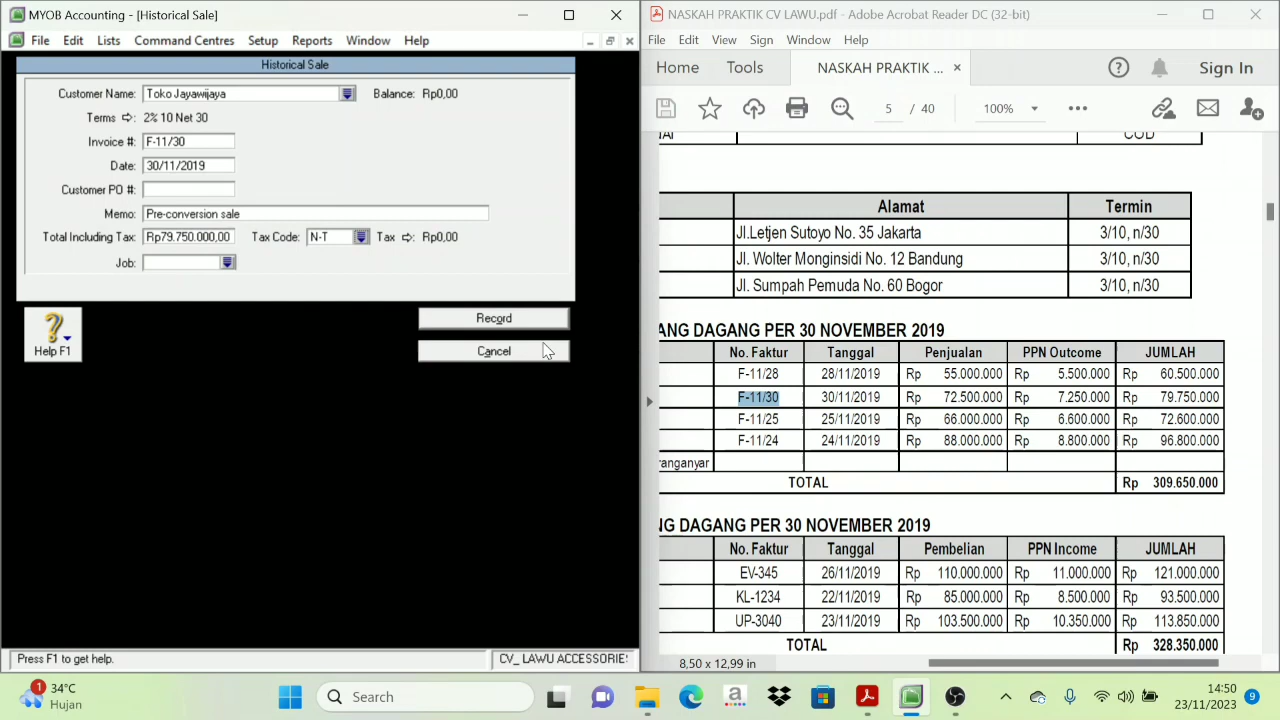 MYOB Accounting - [Historical Sale]
File Edit Lists Command Centres Setup Reports Window Help
Historical Sale
Customer Name: Toko Jayawijaya Balance: Rp0,00
Terms 2% 10 Net 30
Invoice #: F-11/30
Date: 30/11/2019
Customer PO #:
Memo: Pre-conversion sale
Total Including Tax: Rp79.750.000,00 Tax Code: N-T Tax Rp0,00
Job:
Help F1
Record
Cancel
Press F1 to get help. CV_ LAWU ACCESSORIE
NASKAH PRAKTIK CV LAWU.pdf - Adobe Acrobat Reader DC (32-bit)
File Edit View Sign Window Help
Home Tools NASKAH PRAKTIK ... × Sign In
5 / 40 100%
COD
Alamat Termin
Jl.Letjen Sutoyo No. 35 Jakarta 3/10, n/30
Jl. Wolter Monginsidi No. 12 Bandung 3/10, n/30
Jl. Sumpah Pemuda No. 60 Bogor 3/10, n/30
ANG DAGANG PER 30 NOVEMBER 2019
No. Faktur Tanggal Penjualan PPN Outcome JUMLAH
F-11/28 28/11/2019 Rp 55.000.000 Rp 5.500.000 Rp 60.500.000
F-11/30 30/11/2019 Rp 72.500.000 Rp 7.250.000 Rp 79.750.000
F-11/25 25/11/2019 Rp 66.000.000 Rp 6.600.000 Rp 72.600.000
F-11/24 24/11/2019 Rp 88.000.000 Rp 8.800.000 Rp 96.800.000
ranganyar
TOTAL Rp 309.650.000
NG DAGANG PER 30 NOVEMBER 2019
No. Faktur Tanggal Pembelian PPN Income JUMLAH
EV-345 26/11/2019 Rp 110.000.000 Rp 11.000.000 Rp 121.000.000
KL-1234 22/11/2019 Rp 85.000.000 Rp 8.500.000 Rp 93.500.000
UP-3040 23/11/2019 Rp 103.500.000 Rp 10.350.000 Rp 113.850.000
TOTAL Rp 328.350.000
8,50 x 12,99 in
1 34°C
Hujan
Search
14:50
23/11/2023 9